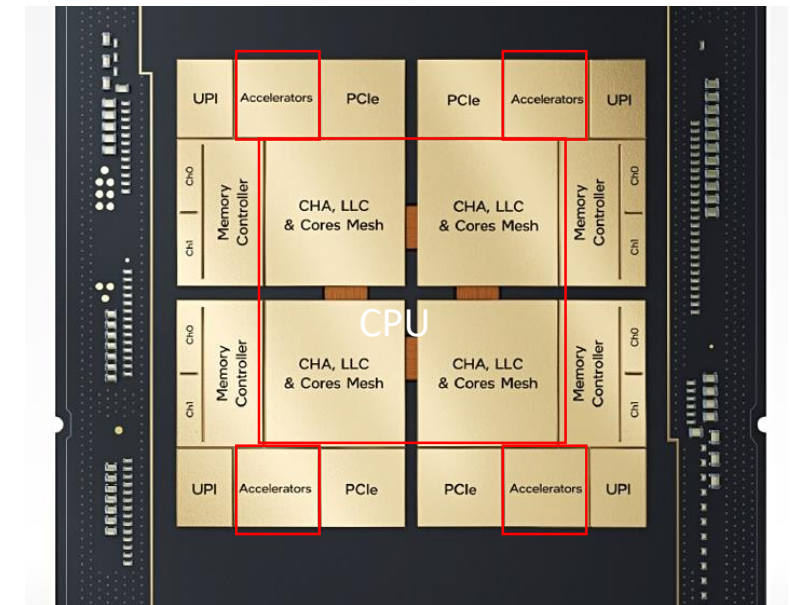 UPI
Accelerators
PCIe
PCIe
Accelerators
UPI
Ch0
Ch1
Memory
Controller
CHA, LLC
& Cores Mesh
CHA, LLC
& Cores Mesh
Memory
Controller
Ch0
Ch1
CPU
Ch0
Ch1
Memory
Controller
CHA, LLC
& Cores Mesh
CHA, LLC
& Cores Mesh
Memory
Controller
Ch0
Ch1
UPI
Accelerators
PCIe
PCIe
Accelerators
UPI